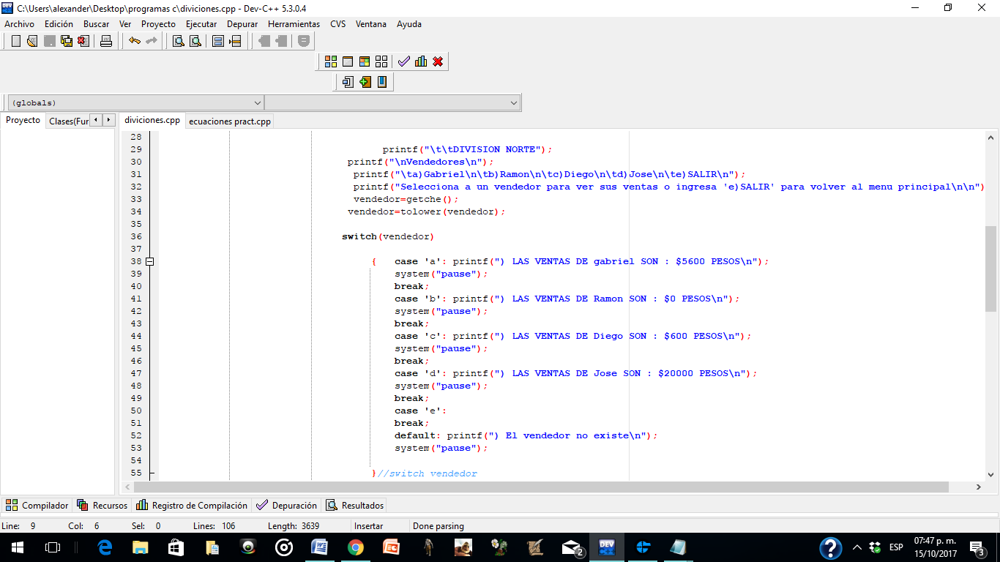 C:\Users\alexander\Desktop\programas c\diviciones.cpp - Dev-C++ 5.3.0.4
Archivo Edición Buscar Ver Proyecto Ejecutar Depurar Herramientas CVS Ventana Ayuda
(globals)
Proyecto Clases(Fur diviciones.cpp ecuaciones pract.cpp
28
29 printf("\t\tDIVISION NORTE");
30 printf("\nVendedores\n");
31 printf("\ta)Gabriel\n\tb)Ramon\n\tc)Diego\n\td)Jose\n\te)SALIR\n");
32 printf("Selecciona a un vendedor para ver sus ventas o ingresa 'e)SALIR' para volver al menu principal\n\n")
33 vendedor=getche();
34 vendedor=tolower(vendedor);
35
36 switch(vendedor)
37
38 { case 'a': printf(") LAS VENTAS DE gabriel SON : $5600 PESOS\n");
39 system("pause");
40 break;
41 case 'b': printf(") LAS VENTAS DE Ramon SON : $0 PESOS\n");
42 system("pause");
43 break;
44 case 'c': printf(") LAS VENTAS DE Diego SON : $600 PESOS\n");
45 system("pause");
46 break;
47 case 'd': printf(") LAS VENTAS DE Jose SON : $20000 PESOS\n");
48 system("pause");
49 break;
50 case 'e':
51 break;
52 default: printf(") El vendedor no existe\n");
53 system("pause");
54
55 }//switch vendedor
Compilador Recursos Registro de Compilación Depuración Resultados
Line: 9 Col: 6 Sel: 0 Lines: 106 Length: 3639 Insertar Done parsing
DEV 2 ESP 07:47 p. m.
15/10/2017 3